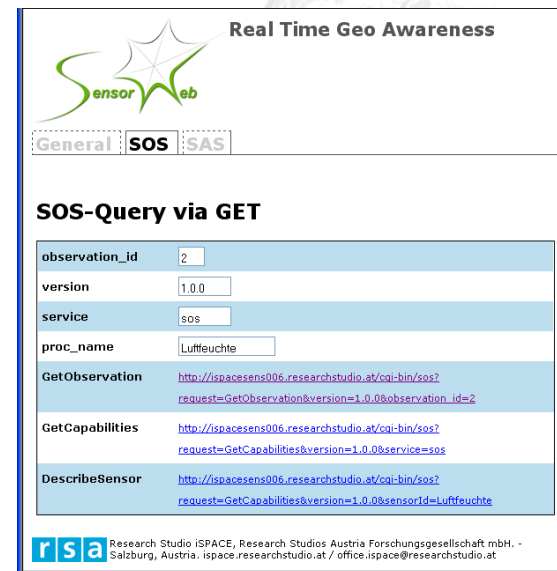 Real Time Geo Awareness
Sensor Web
General SOS SAS
SOS-Query via GET
observation_id 2
version 1.0.0
service sos
proc_name Luftfeuchte
GetObservation http://ispacesens006.researchstudio.at/cgi-bin/sos?
request=GetObservation&version=1.0.0&observation_id=2
GetCapabilities http://ispacesens006.researchstudio.at/cgi-bin/sos?
request=GetCapabilities&version=1.0.0&service=sos
DescribeSensor http://ispacesens006.researchstudio.at/cgi-bin/sos?
request=GetCapabilities&version=1.0.0&sensorId=Luftfeuchte
rsa Research Studio iSPACE, Research Studios Austria Forschungsgesellschaft mbH. -
Salzburg, Austria. ispace.researchstudio.at / office.ispace@researchstudio.at